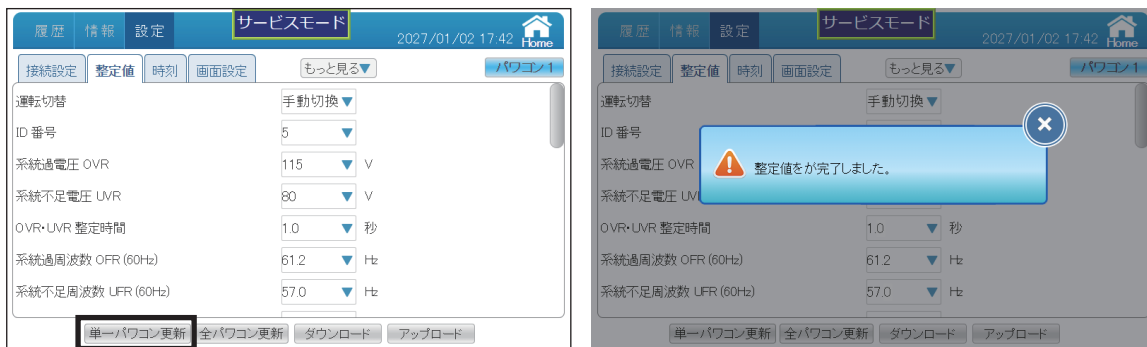 サービスモード
履歴 情報 設定 2027/01/02 17:42 Home
接続設定 整定値 時刻 画面設定 もっと見る▼ パワコン1
運転切替 手動切換▼
ID 番号 5 ▼
系統過電圧 OVR 115 ▼ V
系統不足電圧 UVR 80 ▼ V
OVR・UVR 整定時間 1.0 ▼ 秒
系統過周波数 OFR (60Hz) 61.2 ▼ Hz
系統不足周波数 UFR (60Hz) 57.0 ▼ Hz
単一パワコン更新 全パワコン更新 ダウンロード アップロード
サービスモード
履歴 情報 設定 2027/01/02 17:42 Home
接続設定 整定値 時刻 画面設定 もっと見る▼ パワコン1
運転切替 手動切換▼
ID 番号
系統過電圧 OVR
整定値をが完了しました。
系統不足電圧 UV
OVR・UVR 整定時間 1.0 ▼ 秒
系統過周波数 OFR (60Hz) 61.2 ▼ Hz
系統不足周波数 UFR (60Hz) 57.0 ▼ Hz
単一パワコン更新 全パワコン更新 ダウンロード アップロード